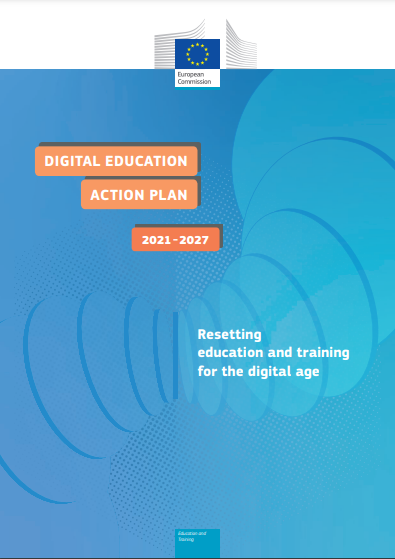 European
Commission
DIGITAL EDUCATION
ACTION PLAN
2021-2027
Resetting
education and training
for the digital age
Education and
Training